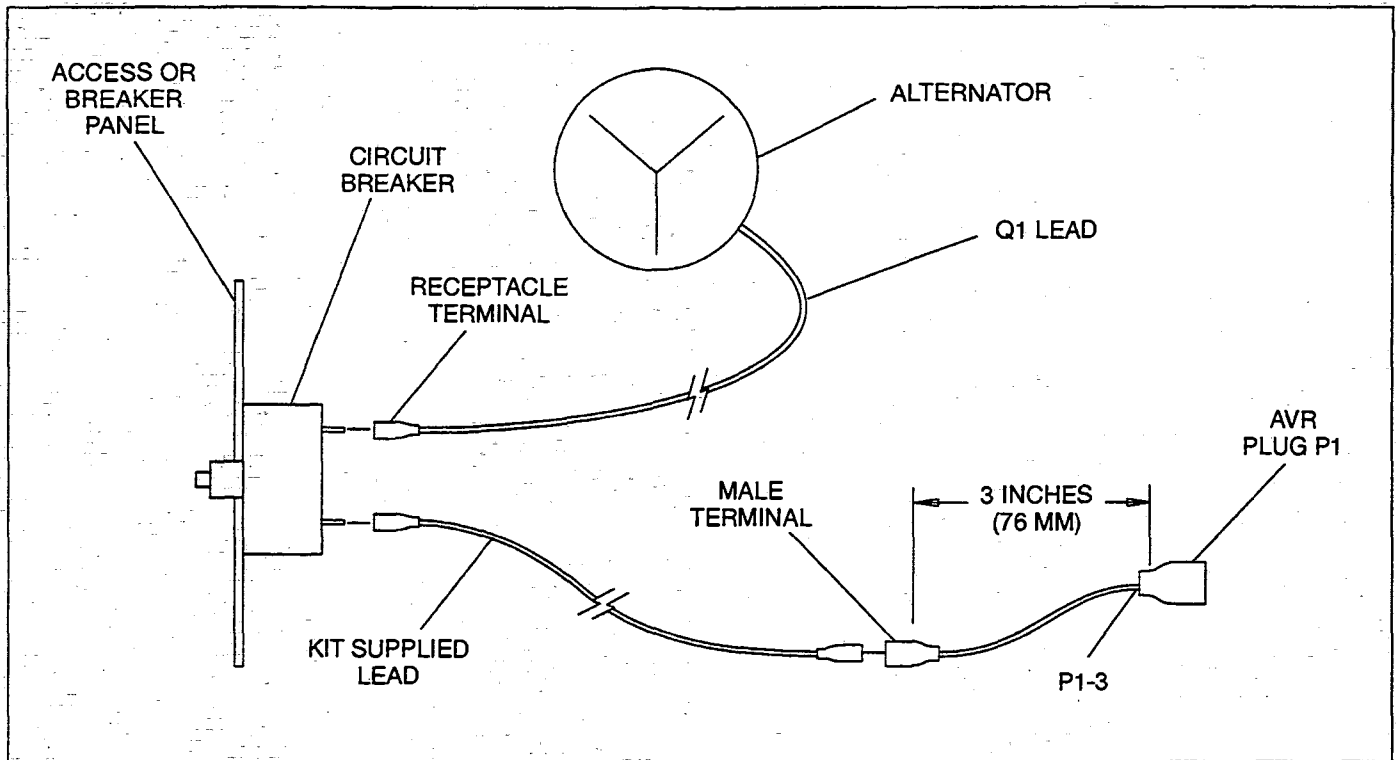 ACCESS OR
BREAKER
PANEL
CIRCUIT
BREAKER
ALTERNATOR
Q1 LEAD
RECEPTACLE
TERMINAL
AVR
PLUG P1
MALE
TERMINAL
3 INCHES
(76 MM)
KIT SUPPLIED
LEAD
P1-3